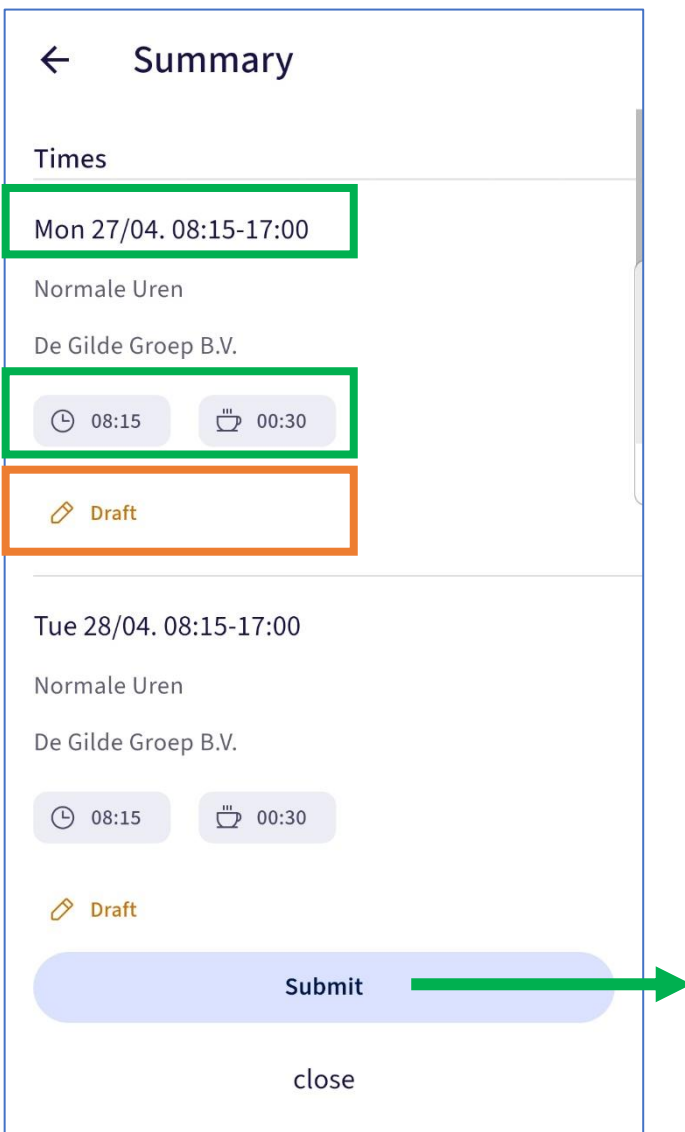 Summary
Times
Mon 27/04. 08:15-17:00
Normale Uren
De Gilde Groep B.V.
08:15 00:30
Draft
Tue 28/04. 08:15-17:00
Normale Uren
De Gilde Groep B.V.
08:15 00:30
Draft
Submit
close